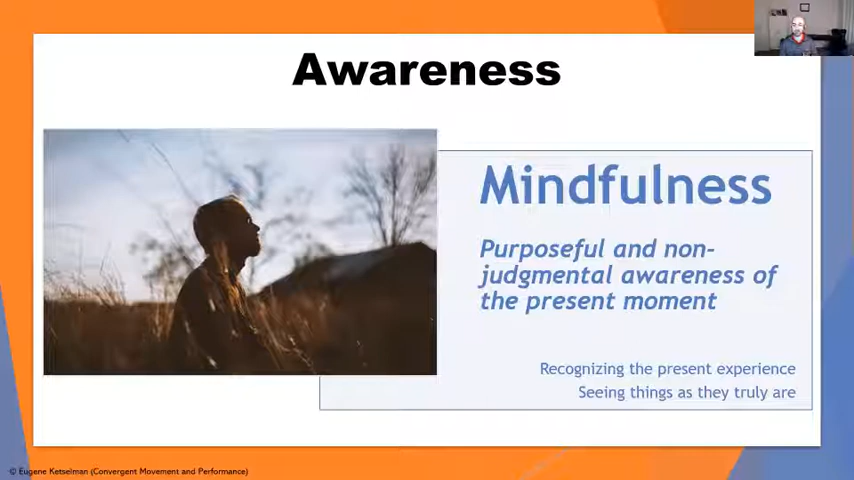 Awareness
Mindfulness
Purposeful and non-
judgmental awareness of
the present moment
Recognizing the present experience
Seeing things as they truly are
© Eugene Ketselman (Convergent Movement and Performance)